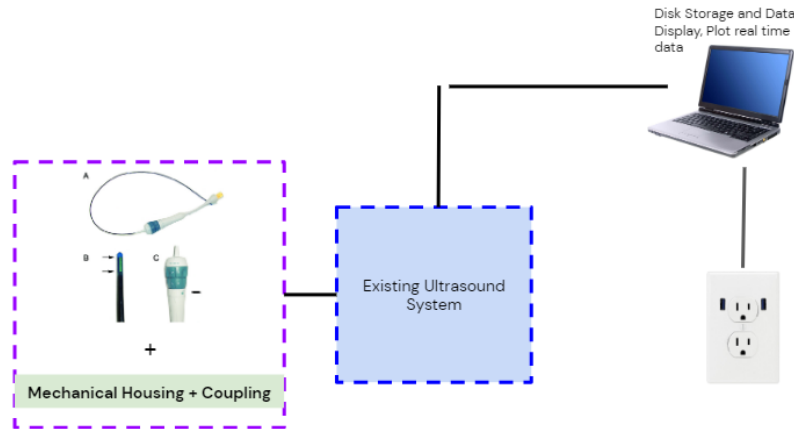 Disk Storage and Data
Display, Plot real time
data
A
B
C
Existing Ultrasound
System
+
Mechanical Housing + Coupling